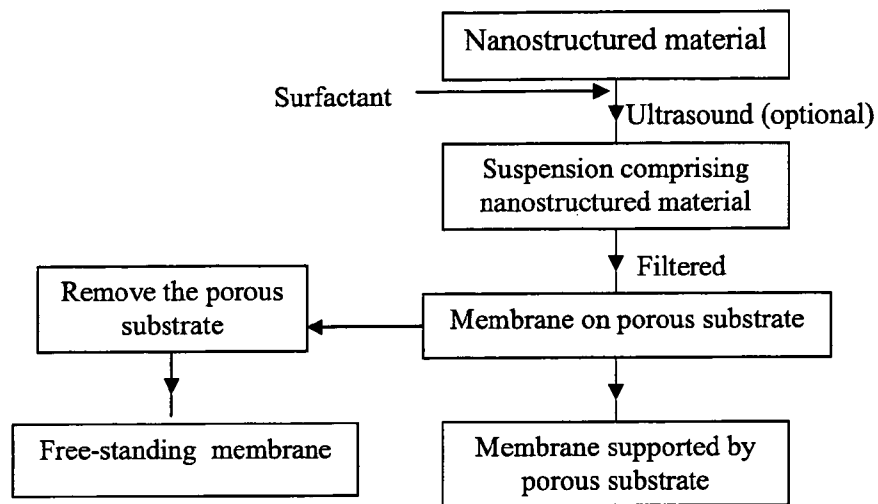 Nanostructured material
Surfactant
Ultrasound (optional)
Suspension comprising
nanostructured material
Filtered
Remove the porous
substrate
Membrane on porous substrate
Free-standing membrane
Membrane supported by
porous substrate